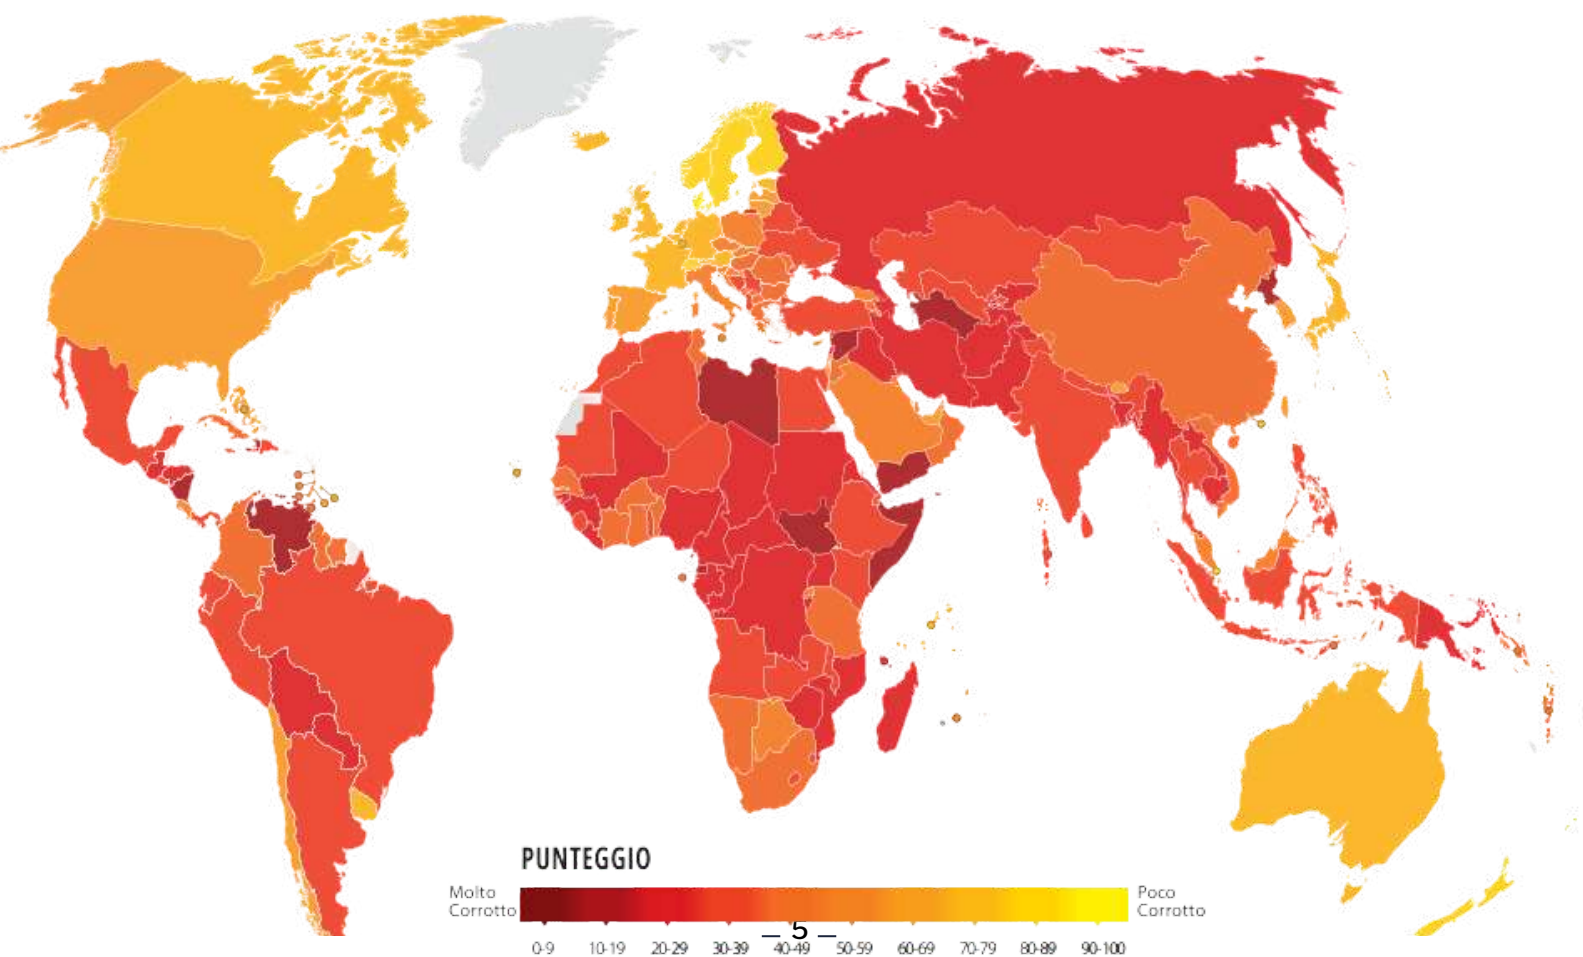 PUNTEGGIO
Molto
Corrotto
Poco
Corrotto
— 5 —
0-9 10-19 20-29 30-39 40-49 50-59 60-69 70-79 80-89 90-100